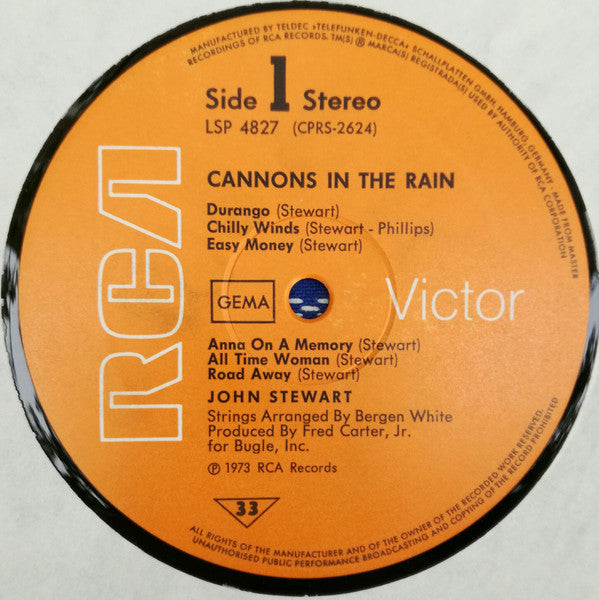 MANUFACTURED BY TELDEC »TELEFUNKEN-DECCA« SCHALLPLATTEN GMBH, HAMBURG, GERMANY - MADE FROM MASTER
RECORDINGS OF RCA RECORDS. TM(S) ® MARCA(S) REGISTRADA(S) USED BY AUTHORITY OF RCA CORPORATION
Side 1 Stereo
LSP 4827 (CPRS-2624)
CANNONS IN THE RAIN
Durango (Stewart)
Chilly Winds (Stewart - Phillips)
Easy Money (Stewart)
RCA
GEMA
Victor
Anna On A Memory (Stewart)
All Time Woman (Stewart)
Road Away (Stewart)
JOHN STEWART
Strings Arranged By Bergen White
Produced By Fred Carter, Jr.
for Bugle, Inc.
℗ 1973 RCA Records
33
ALL RIGHTS OF THE MANUFACTURER AND OF THE OWNER OF THE RECORDED WORK RESERVED.
UNAUTHORISED PUBLIC PERFORMANCE BROADCASTING AND COPYING OF THE RECORD PROHIBITED